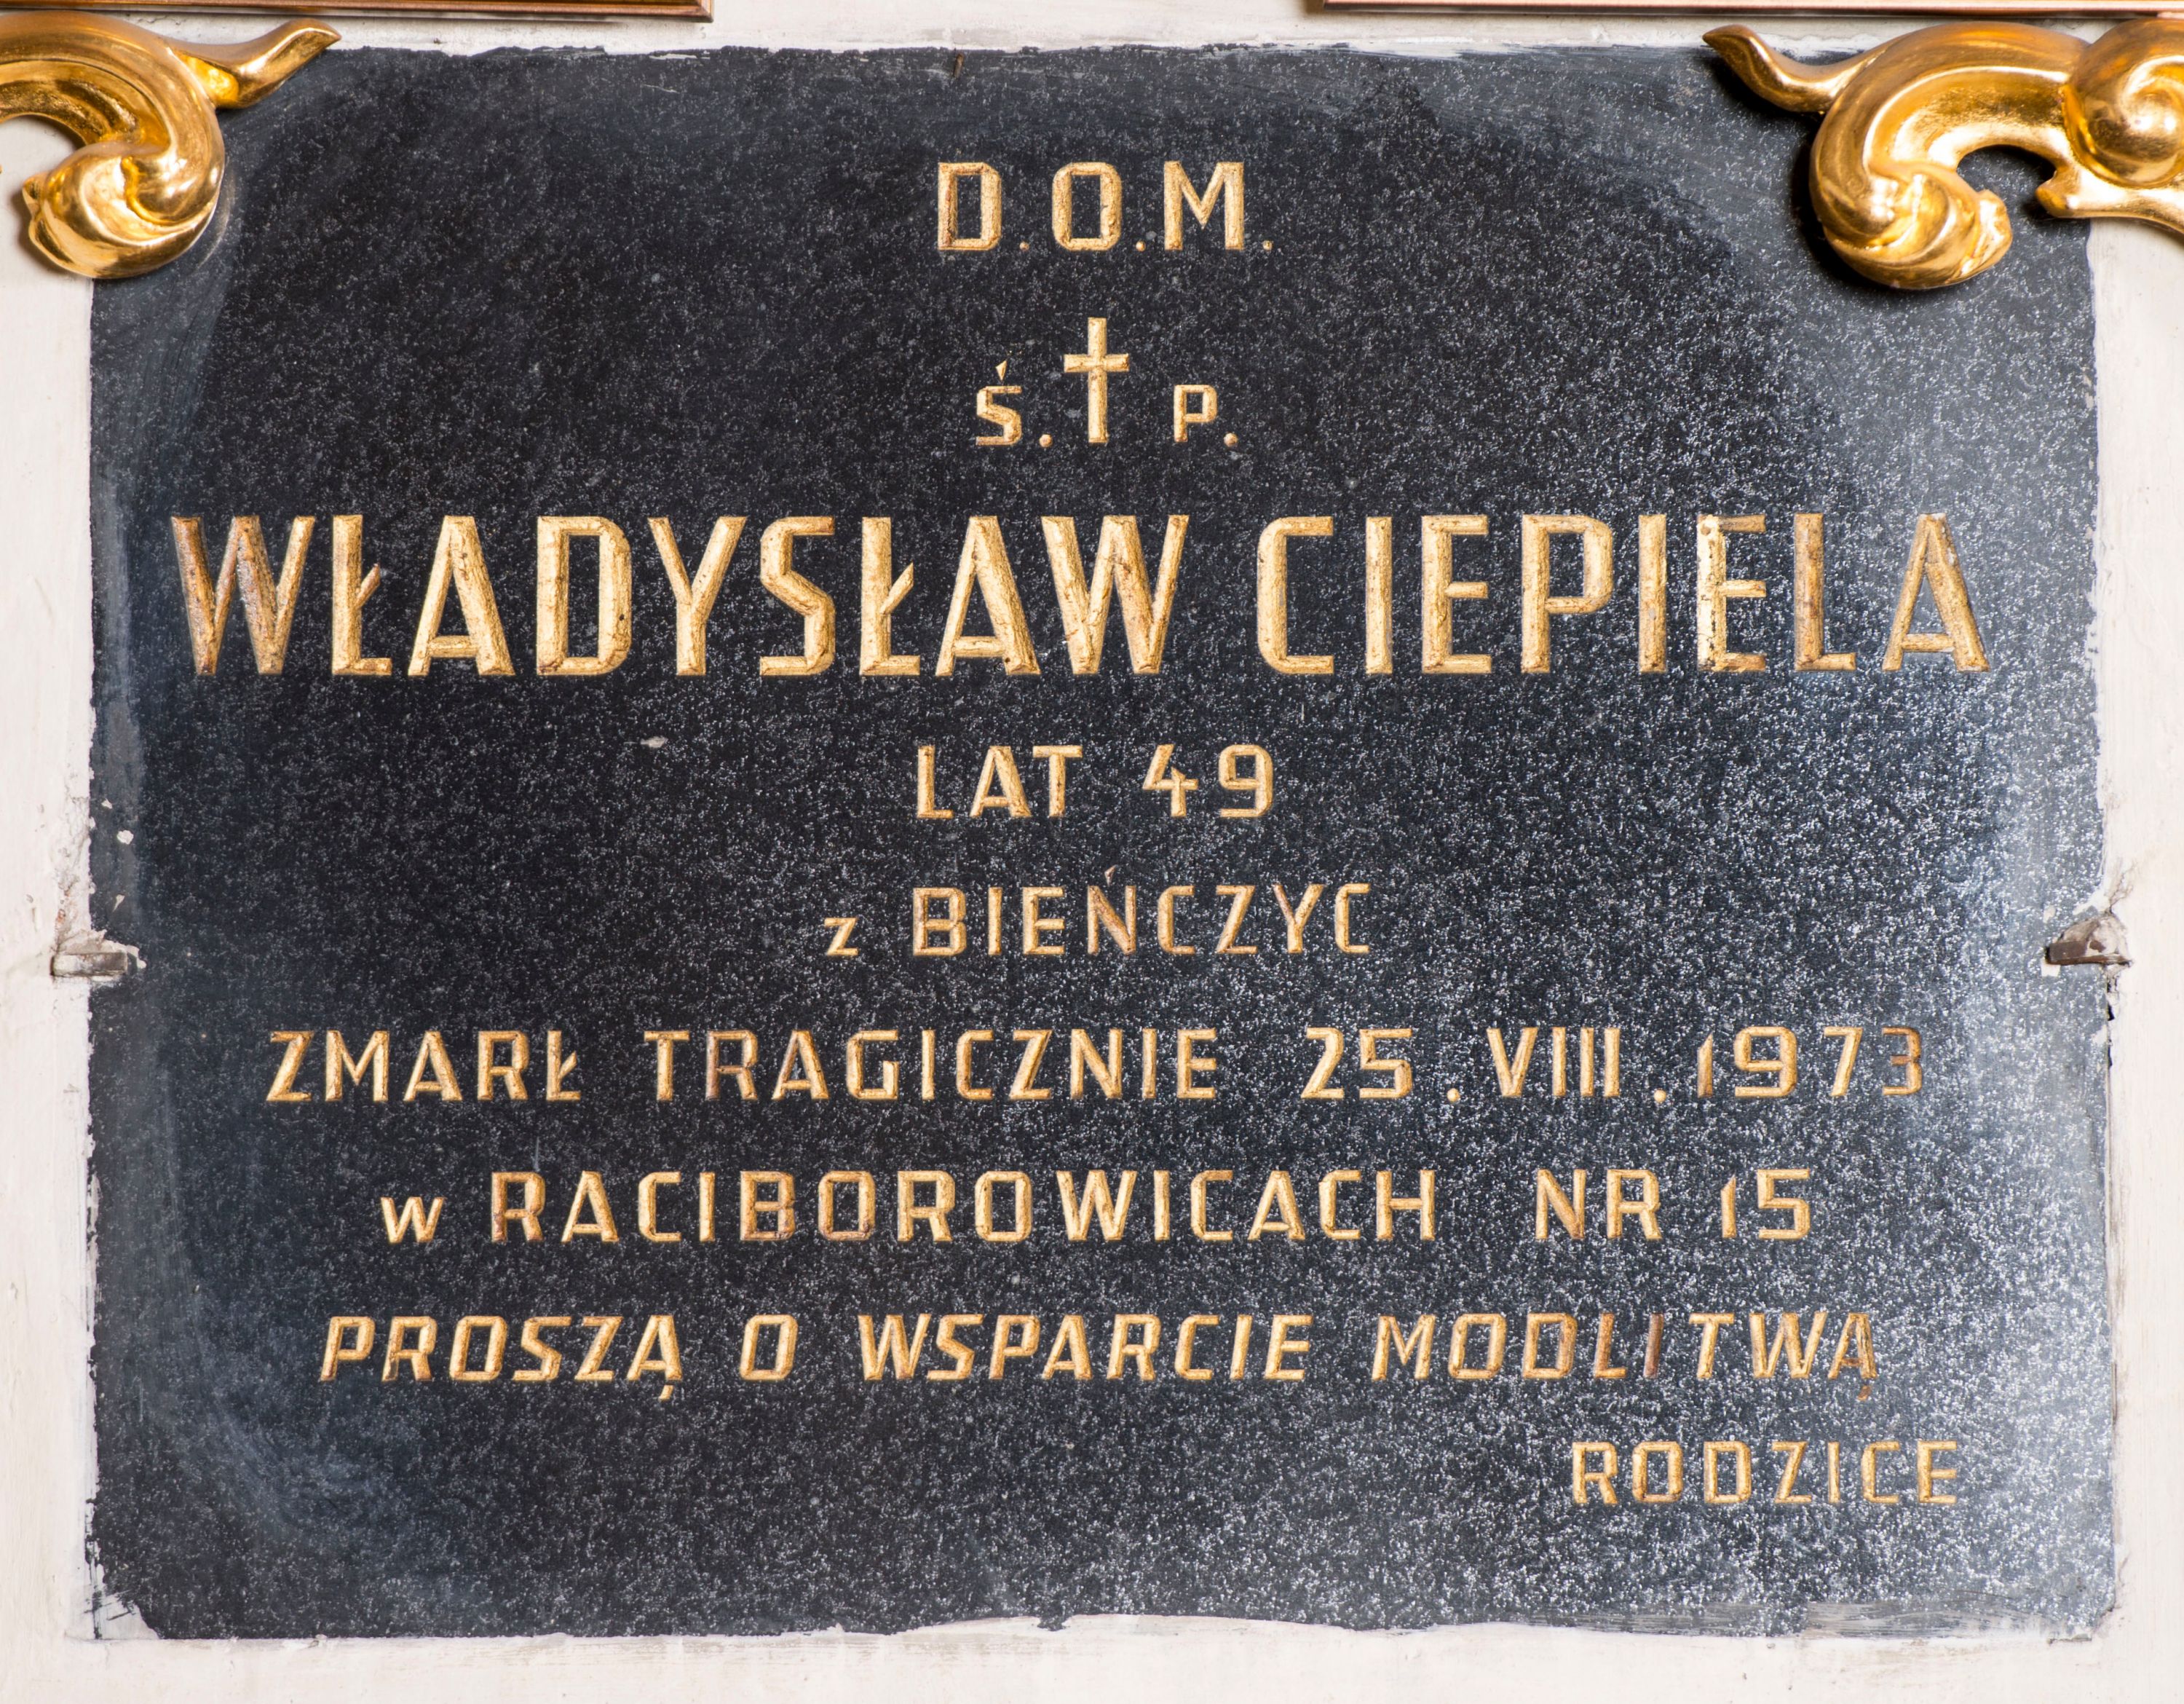 D.O.M.
Ś.✝P.
WŁADYSŁAW CIEPIELA
LAT 49
z BIEŃCZYC
ZMARŁ TRAGICZNIE 25.VIII.1973
w RACIBOROWICACH NR 15
PROSZĄ O WSPARCIE MODLITWĄ
RODZICE